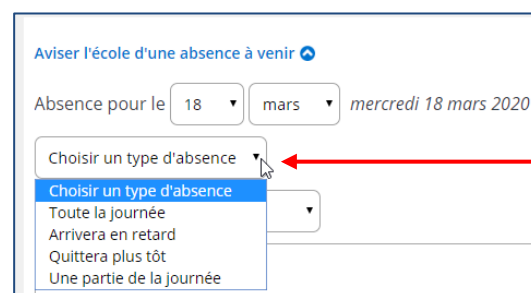 Aviser l'école d'une absence à venir
Absence pour le 18 mars mercredi 18 mars 2020
Choisir un type d'absence
Choisir un type d'absence
Toute la journée
Arrivera en retard
Quittera plus tôt
Une partie de la journée